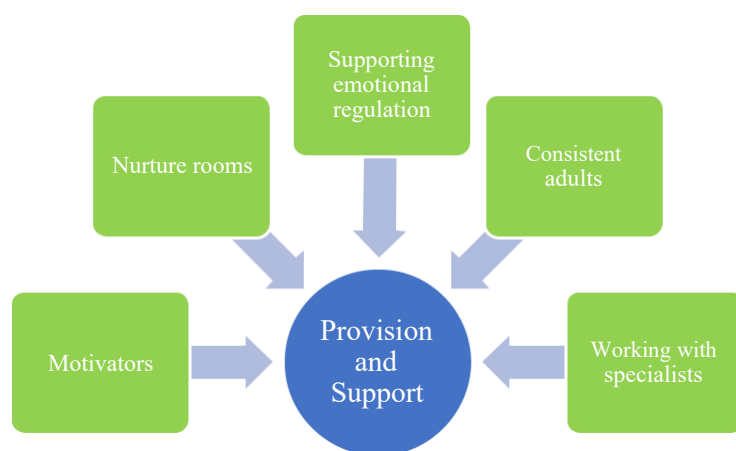 Supporting
emotional
regulation
Nurture rooms
Consistent
adults
Motivators
Provision
and
Support
Working with
specialists